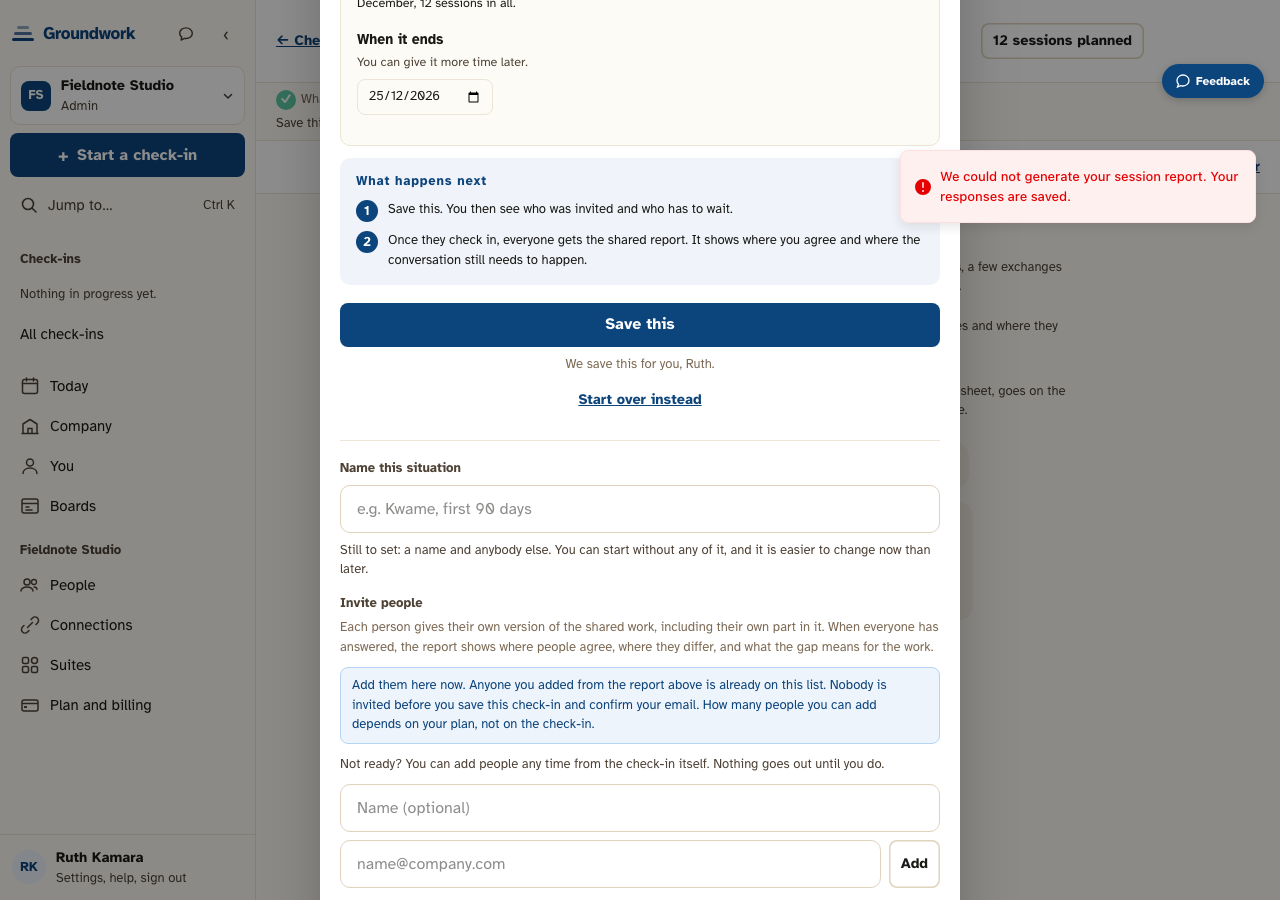 Groundwork
FS
Fieldnote Studio
Admin
+ Start a check-in
Jump to...
Ctrl K
Check-ins
Nothing in progress yet.
All check-ins
Today
Company
You
Boards
Fieldnote Studio
People
Connections
Suites
Plan and billing
RK
Ruth Kamara
Settings, help, sign out
← Che
Save thi
12 sessions planned
Feedback
We could not generate your session report. Your
responses are saved.
, a few exchanges
es and where they
sheet, goes on the
e.
December, 12 sessions in all.
When it ends
You can give it more time later.
25/12/2026
What happens next
1 Save this. You then see who was invited and who has to wait.
2 Once they check in, everyone gets the shared report. It shows where you agree and where the
conversation still needs to happen.
Save this
We save this for you, Ruth.
Start over instead
Name this situation
e.g. Kwame, first 90 days
Still to set: a name and anybody else. You can start without any of it, and it is easier to change now than
later.
Invite people
Each person gives their own version of the shared work, including their own part in it. When everyone has
answered, the report shows where people agree, where they differ, and what the gap means for the work.
Add them here now. Anyone you added from the report above is already on this list. Nobody is
invited before you save this check-in and confirm your email. How many people you can add
depends on your plan, not on the check-in.
Not ready? You can add people any time from the check-in itself. Nothing goes out until you do.
Name (optional)
name@company.com
Add